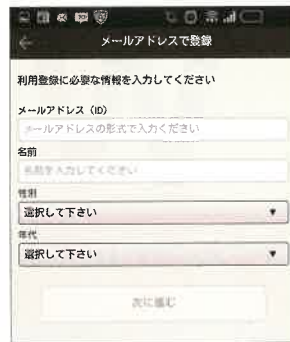 メールアドレスで登録
利用登録に必要な情報を入力してください
メールアドレス（ID）
メールアドレスの形式で入力ください
名前
名前を入力してください
性別
選択して下さい
年代
選択して下さい
次に進む